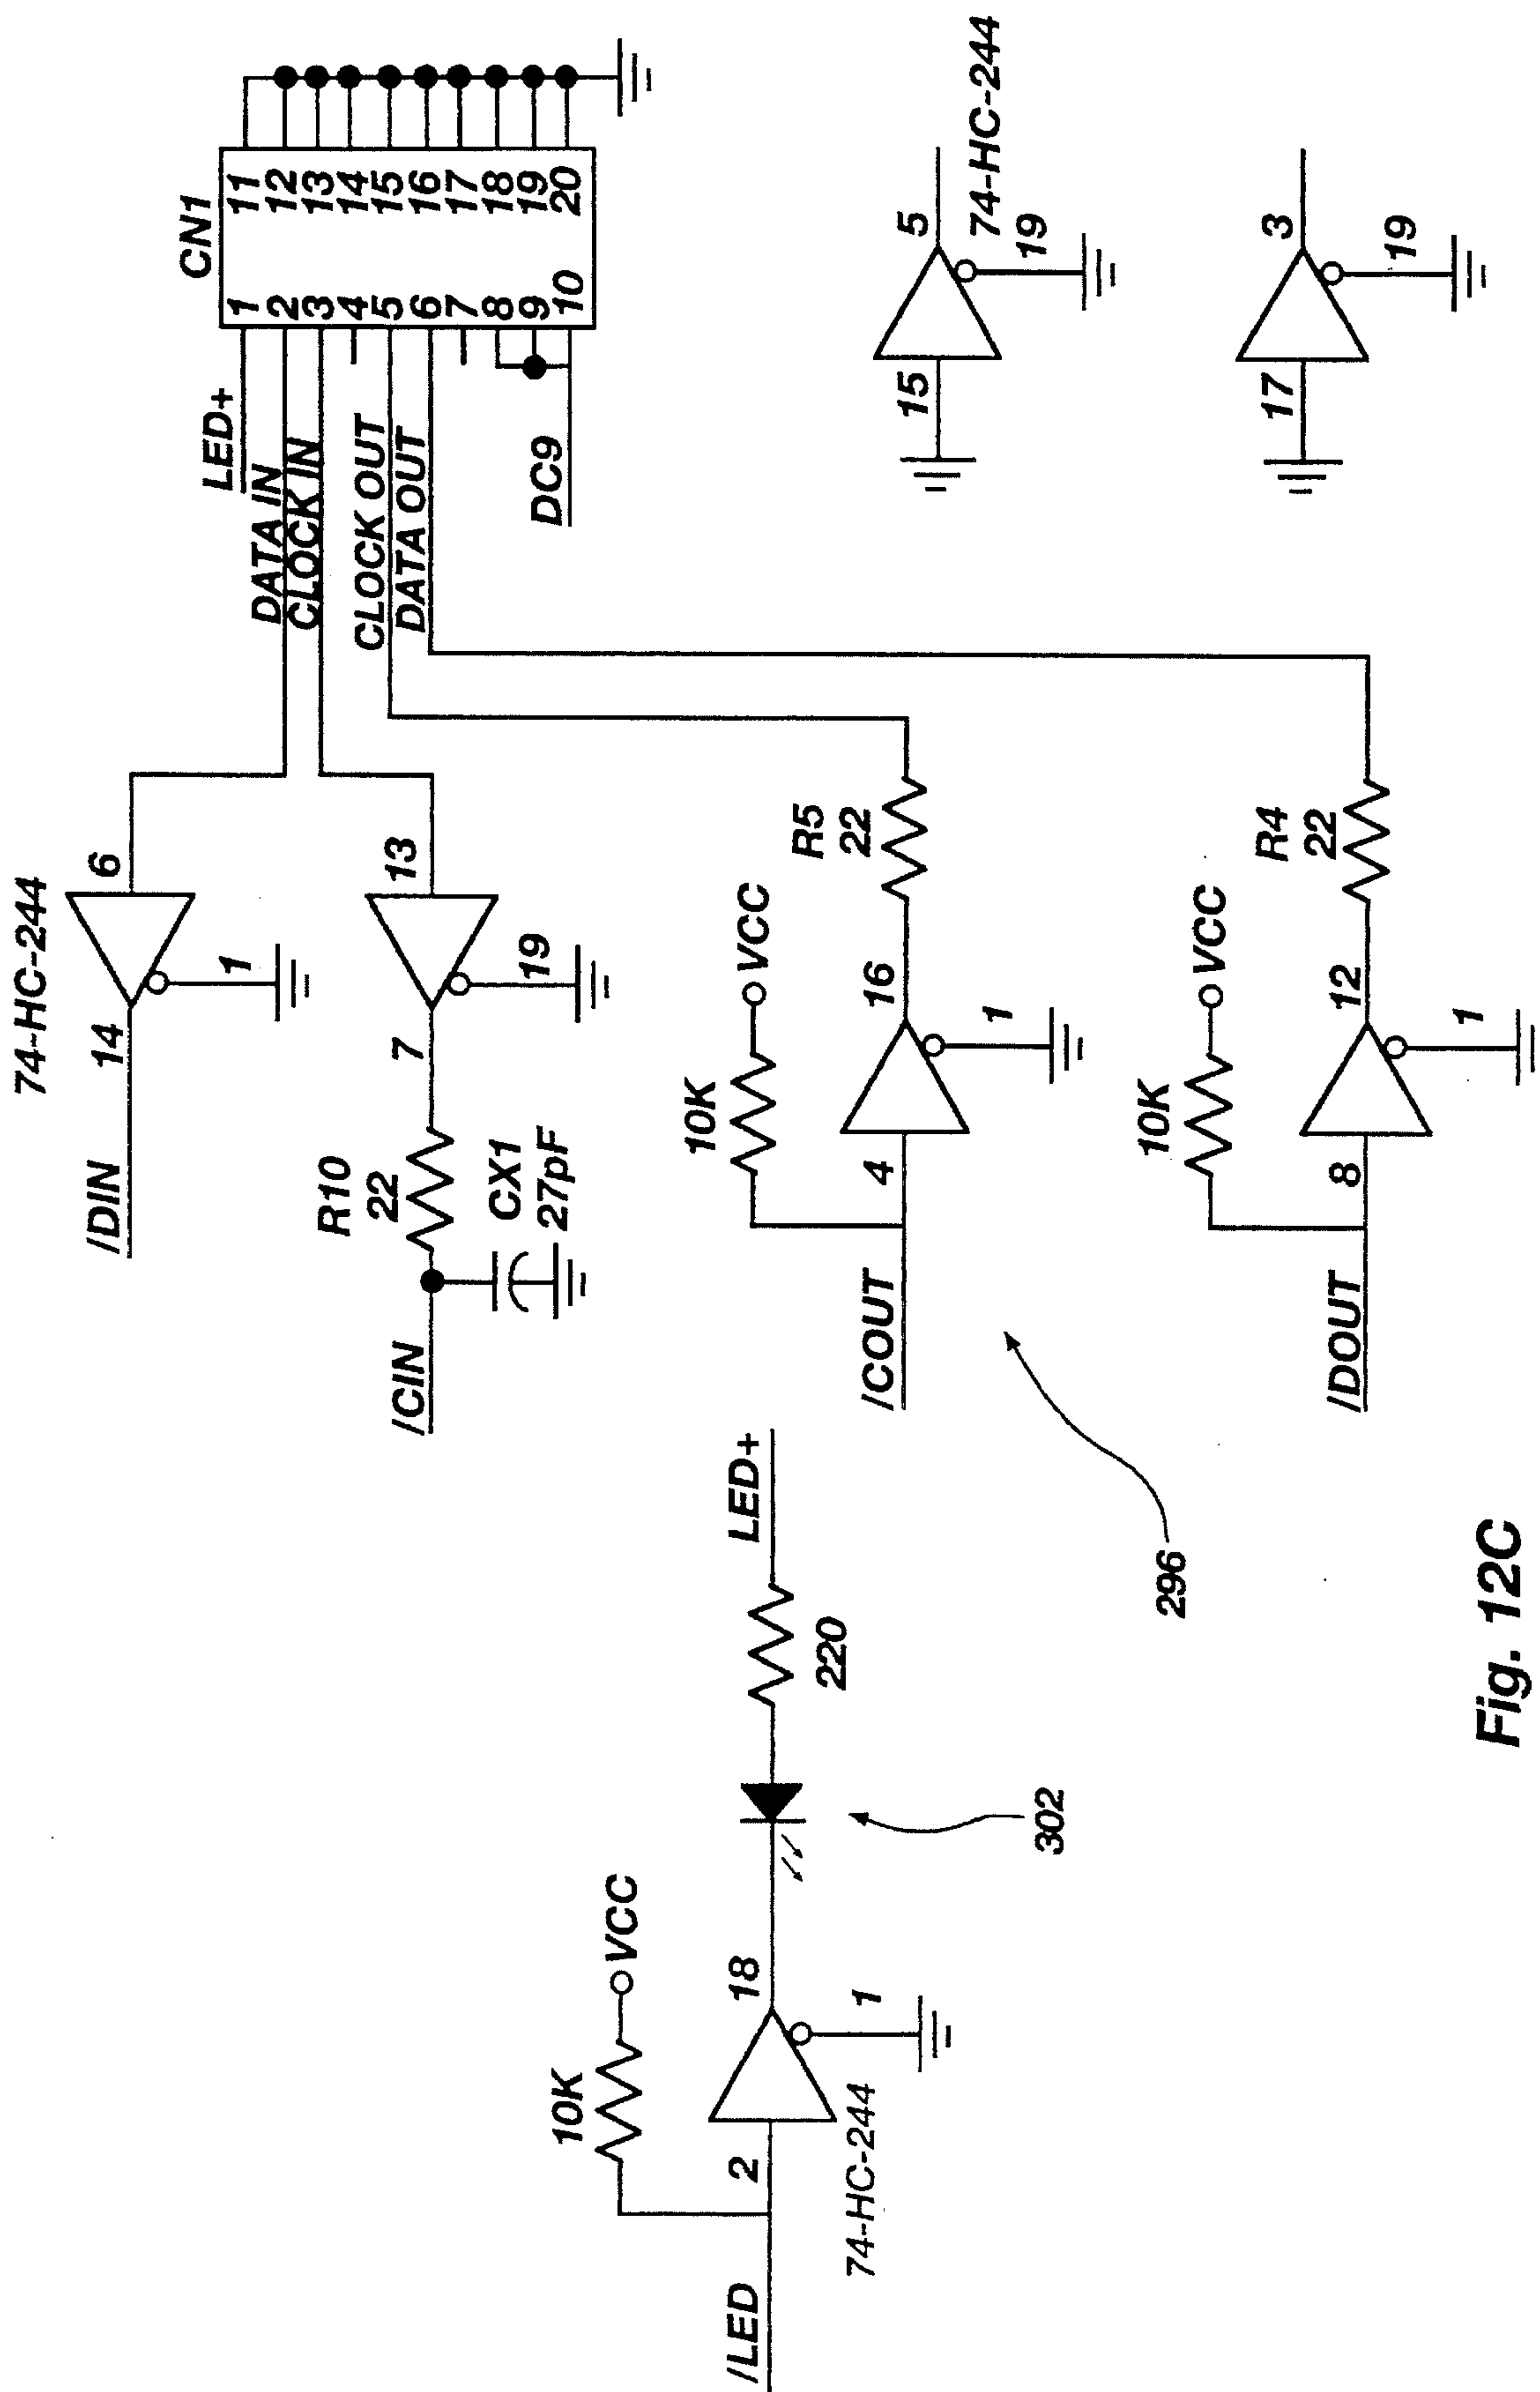 74-HC-244
/DIN
14
6
1
CN1
1 11
2 12
3 13
4 14
5 15
6 16
7 17
8 18
9 19
10 20
LED+
DATA IN
CLOCK IN
CLOCK OUT
DATA OUT
DC9
/CIN
R10
22
7
13
19
CX1
27pF
10K
VCC
/COUT
4
16
1
R5
22
15
5
74-HC-244
19
10K
VCC
/DOUT
8
12
1
R4
22
17
3
19
10K
VCC
/LED
2
18
1
74-HC-244
LED+
220
302
296
Fig. 12C